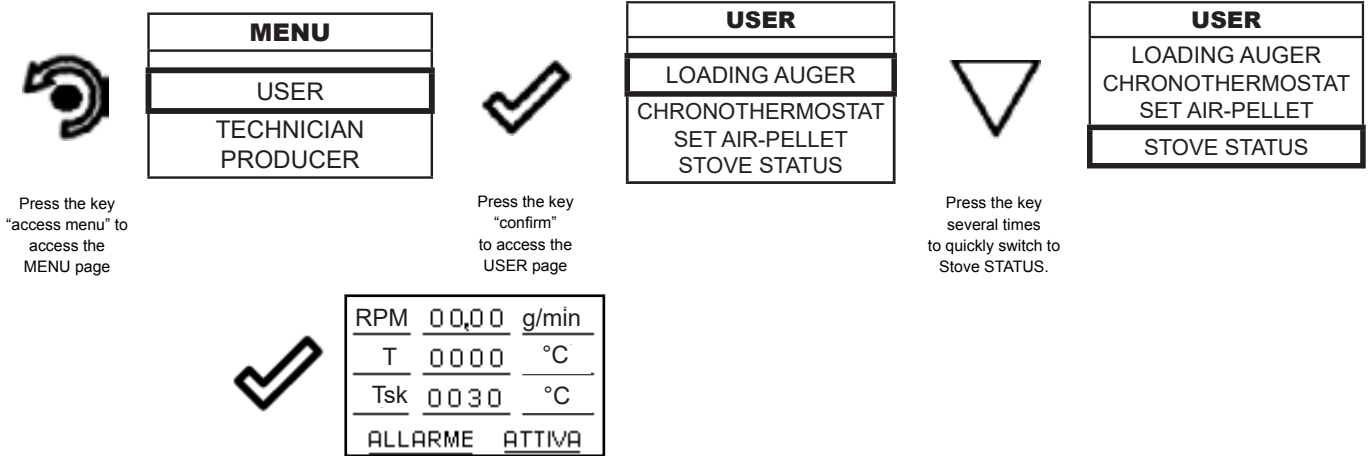 MENU
USER
TECHNICIAN
PRODUCER
USER
LOADING AUGER
CHRONOTHERMOSTAT
SET AIR-PELLET
STOVE STATUS
USER
LOADING AUGER
CHRONOTHERMOSTAT
SET AIR-PELLET
STOVE STATUS
Press the key
“access menu” to
access the
MENU page
Press the key
“confirm”
to access the
USER page
Press the key
several times
to quickly switch to
Stove STATUS.
RPM 00,00 g/min
T 0000 °C
Tsk 0030 °C
ALLARME ATTIVA